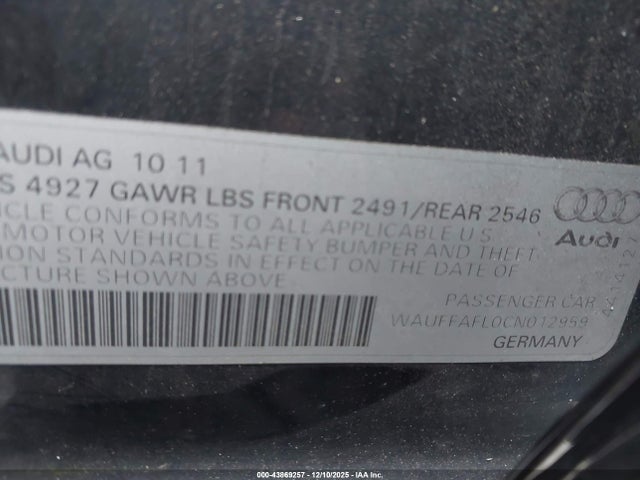 AUDI AG 10 11
S 4927 GAWR LBS FRONT 2491/REAR 2546
ICLE CONFORMS TO ALL APPLICABLE U S
MOTOR VEHICLE SAFETY BUMPER AND THEFT
ION STANDARDS IN EFFECT ON THE DATE OF
CTURE SHOWN ABOVE
Audi
PASSENGER CAR
WAUFFAFL0CN012959
GERMANY
000-43869257 - 12/10/2025 - IAA Inc.